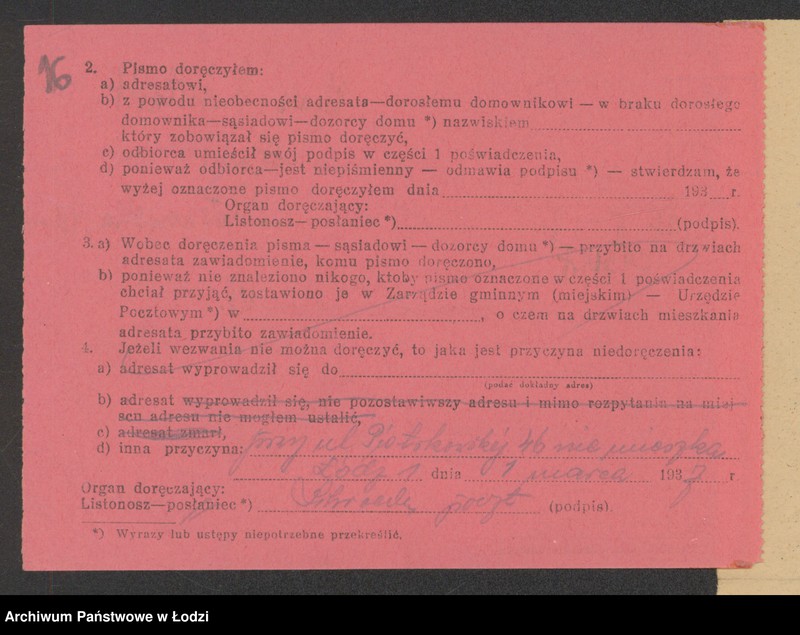 16
2. Pismo doręczyłem:
a) adresatowi,
b) z powodu nieobecności adresata—dorosłemu domownikowi — w braku dorosłego
domownika—sąsiadowi—dozorcy domu *) nazwiskiem
który zobowiązał się pismo doręczyć,
c) odbiorca umieścił swój podpis w części 1 poświadczenia,
d) ponieważ odbiorca—jest niepiśmienny — odmawia podpisu *) — stwierdzam, że
wyżej oznaczone pismo doręczyłem dnia 193 r.
Organ doręczający:
Listonosz—posłaniec *) (podpis).
3. a) Wobec doręczenia pisma — sąsiadowi — dozorcy domu *) — przybito na drzwiach
adresata zawiadomienie, komu pismo doręczono,
b) ponieważ nie znaleziono nikogo, ktoby pismo oznaczone w części 1 poświadczenia
chciał przyjąć, zostawiono je w Zarządzie gminnym (miejskim) — Urzędzie
Pocztowym *) w , o czem na drzwiach mieszkania
adresata przybito zawiadomienie.
4. Jeżeli wezwania nie można doręczyć, to jaka jest przyczyna niedoręczenia:
a) adresat wyprowadził się do
(podać dokładny adres)
b) adresat wyprowadził się, nie pozostawiwszy adresu i mimo rozpytania na miej
scu adresu nie mogłem ustalić,
c) adresat zmarł,
d) inna przyczyna: przy ul Piotrkowskiej 46 nie mieszka
Łódź 1 dnia 1 marca 1937 r
Organ doręczający:
Listonosz—posłaniec *) poczt (podpis).
*) Wyrazy lub ustępy niepotrzebne przekreślić.
Archiwum Państwowe w Łodzi